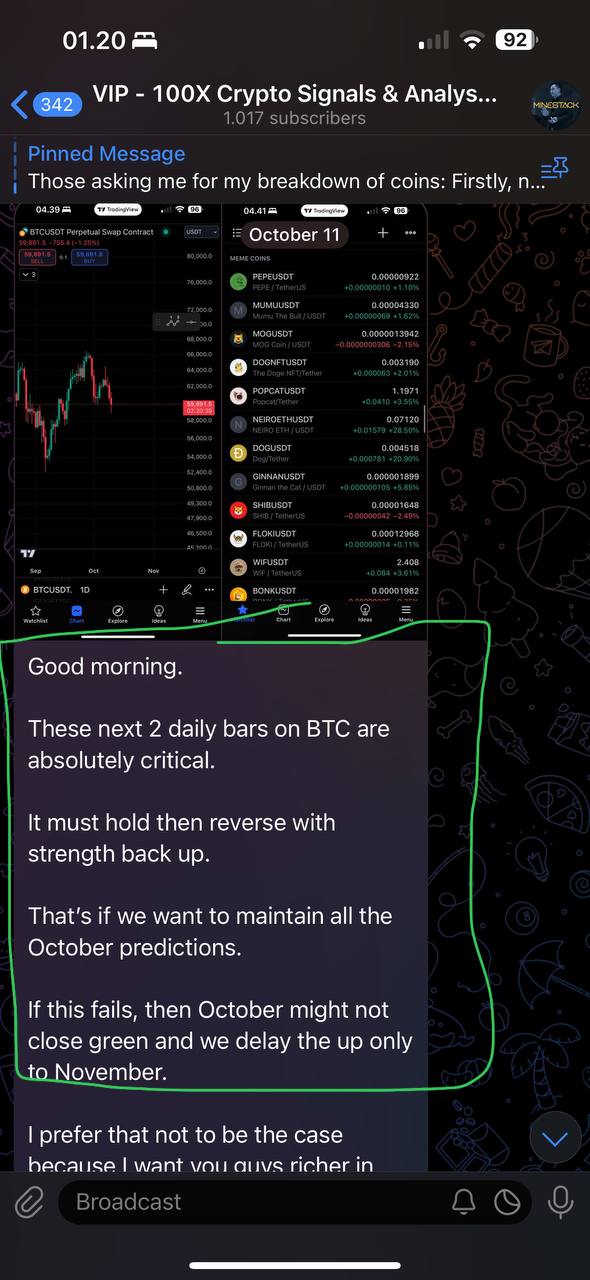 01.20
92
342
VIP - 100X Crypto Signals & Analys...
1.017 subscribers
MINESTACK
Pinned Message
Those asking me for my breakdown of coins: Firstly, n...
October 11
04.39
TradingView
96
BTCUSDT Perpetual Swap Contract
USDT
59,891.5 −755.4 (−1.25%)
59,891.5
SELL
0.1
59,891.6
BUY
3
80,000.0
76,000.0
72,000.0
68,000.0
66,000.0
64,000.0
62,000.0
59,891.5
02:20:39
58,000.0
56,000.0
54,000.0
52,400.0
50,800.0
49,300.0
47,900.0
46,500.0
45,200.0
Sep
Oct
Nov
BTCUSDT.
1D
Watchlist
Chart
Explore
Ideas
Menu
04.41
TradingView
96
MEME COINS
PEPEUSDT
0.00000922
PEPE / TetherUS
+0.00000010 +1.10%
MUMUUSDT
0.00004330
Mumu The Bull / USDT
+0.00000069 +1.62%
MOGUSDT
0.0000013942
MOG Coin / USDT
−0.0000000306 −2.15%
DOGNFTUSDT
0.003190
The Doge NFT/Tether
+0.000063 +2.01%
POPCATUSDT
1.1971
Popcat/Tether
+0.0410 +3.55%
NEIROETHUSDT
0.07120
NEIRO ETH / USDT
+0.01579 +28.50%
DOGUSDT
0.004518
Dog/Tether
+0.000781 +20.90%
GINNANUSDT
0.000001899
Ginnan the Cat / USDT
+0.000000105 +5.85%
SHIBUSDT
0.00001648
SHIB / TetherUS
−0.00000042 −2.49%
FLOKIUSDT
0.00012968
FLOKI / TetherUS
+0.00000014 +0.11%
WIFUSDT
2.408
WIF / TetherUS
+0.084 +3.61%
BONKUSDT
0.00001982
Chart
Explore
Ideas
Menu
Good morning.
These next 2 daily bars on BTC are
absolutely critical.
It must hold then reverse with
strength back up.
That’s if we want to maintain all the
October predictions.
If this fails, then October might not
close green and we delay the up only
to November.
I prefer that not to be the case
because I want you guys richer in
Broadcast